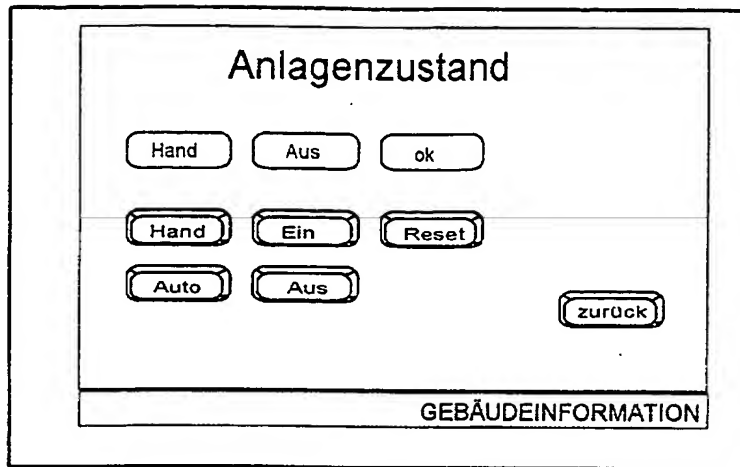 Anlagenzustand
Hand Aus ok
Hand Ein Reset
Auto Aus
zurück
GEBÄUDEINFORMATION